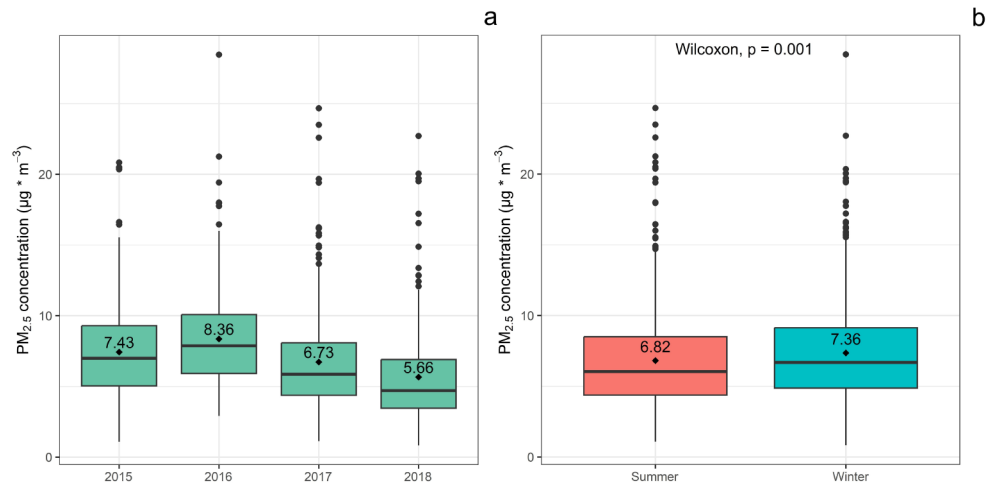 a
PM2.5 concentration (µg * m−3)
20
10
0
7.43
8.36
6.73
5.66
2015
2016
2017
2018
b
Wilcoxon, p = 0.001
PM2.5 concentration (µg * m−3)
20
10
0
6.82
7.36
Summer
Winter